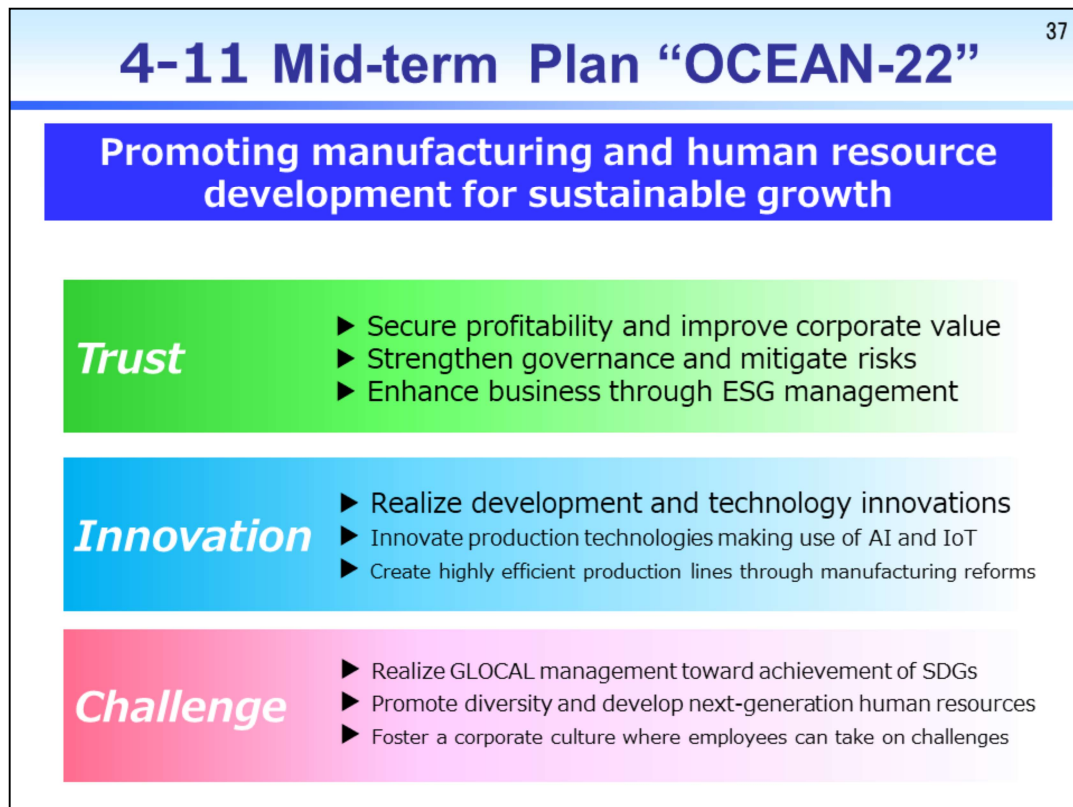 37
4-11 Mid-term Plan “OCEAN-22”
Promoting manufacturing and human resource
development for sustainable growth
Trust
▶ Secure profitability and improve corporate value
▶ Strengthen governance and mitigate risks
▶ Enhance business through ESG management
Innovation
▶ Realize development and technology innovations
▶ Innovate production technologies making use of AI and IoT
▶ Create highly efficient production lines through manufacturing reforms
Challenge
▶ Realize GLOCAL management toward achievement of SDGs
▶ Promote diversity and develop next-generation human resources
▶ Foster a corporate culture where employees can take on challenges